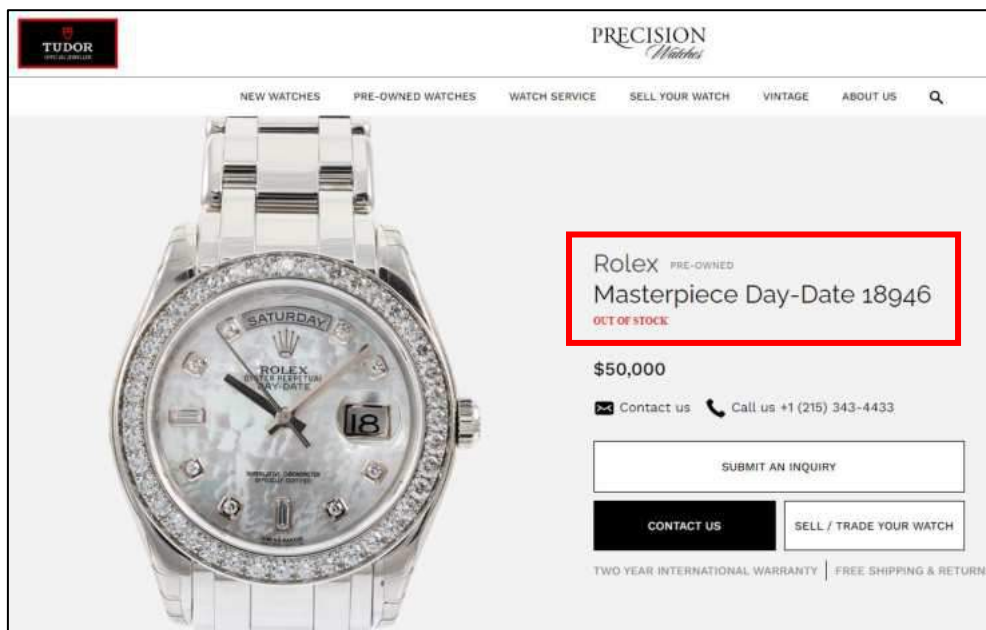 TUDOR
PRECISION
Watches
NEW WATCHES PRE-OWNED WATCHES WATCH SERVICE SELL YOUR WATCH VINTAGE ABOUT US
SATURDAY
ROLEX
OYSTER PERPETUAL
DAY-DATE
18
Rolex PRE-OWNED
Masterpiece Day-Date 18946
OUT OF STOCK
$50,000
Contact us Call us +1 (215) 343-4433
SUBMIT AN INQUIRY
CONTACT US SELL / TRADE YOUR WATCH
TWO YEAR INTERNATIONAL WARRANTY FREE SHIPPING & RETURN